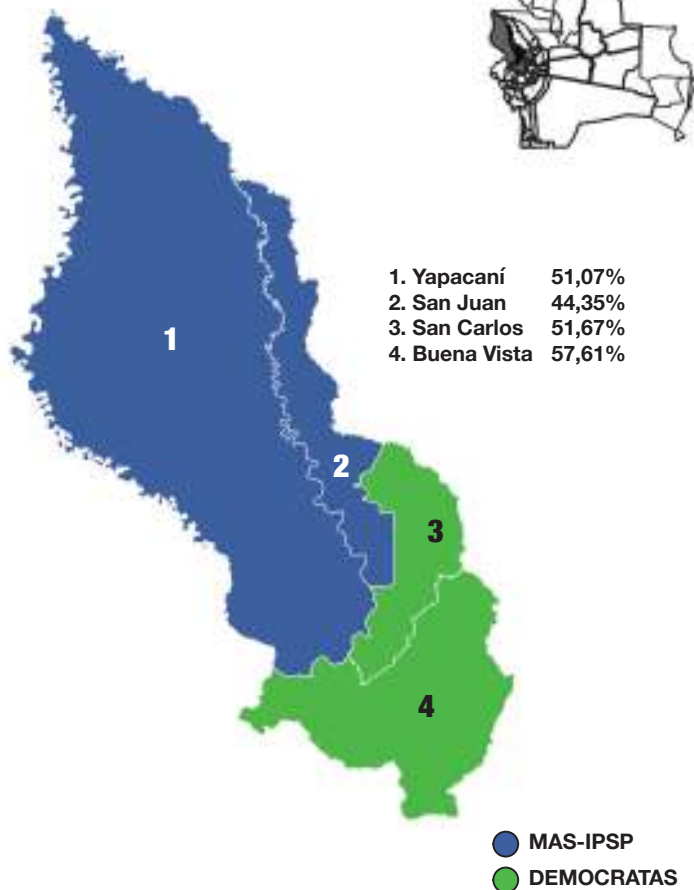 1. Yapacaní 51,07%
2. San Juan 44,35%
3. San Carlos 51,67%
4. Buena Vista 57,61%
1
2
3
4
MAS-IPSP
DEMOCRATAS